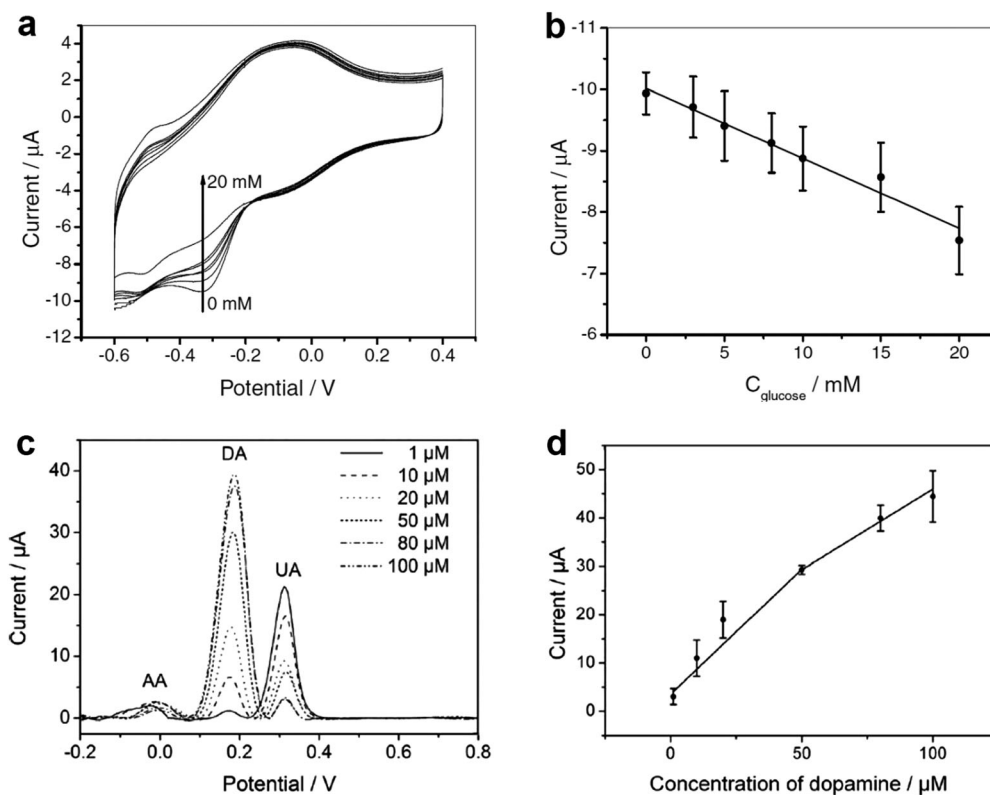 a
4
2
0
-2
-4
-6
-8
-10
-12
Current / μA
20 mM
0 mM
-0.6 -0.4 -0.2 0.0 0.2 0.4
Potential / V
b
-11
-10
-9
-8
-7
-6
Current / μA
0 5 10 15 20
C glucose / mM
c
40
30
20
10
0
Current / μA
DA
UA
AA
1 μM
10 μM
20 μM
50 μM
80 μM
100 μM
-0.2 0.0 0.2 0.4 0.6 0.8
Potential / V
d
50
40
30
20
10
0
Current / μA
0 50 100
Concentration of dopamine / μM